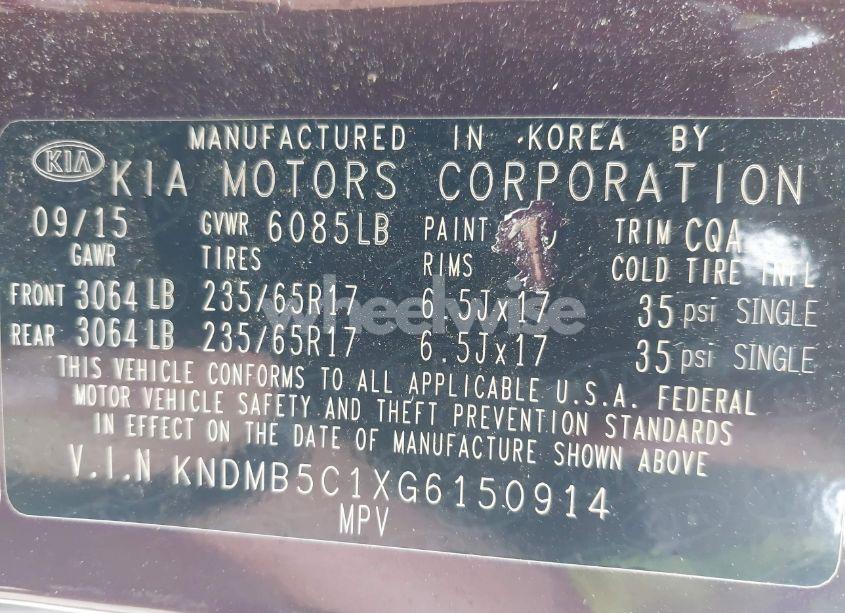 MANUFACTURED IN KOREA BY
KIA KIA MOTORS CORPORATION
09/15 GVWR 6085LB PAINT TRIM CQA
GAWR TIRES RIMS COLD TIRE INFL
FRONT 3064 LB 235/65R17 6.5Jx17 35 psi SINGLE
REAR 3064 LB 235/65R17 6.5Jx17 35 psi SINGLE
wheelwise
THIS VEHICLE CONFORMS TO ALL APPLICABLE U.S.A. FEDERAL
MOTOR VEHICLE SAFETY AND THEFT PREVENTION STANDARDS
IN EFFECT ON THE DATE OF MANUFACTURE SHOWN ABOVE
V.I.N KNDMB5C1XG6150914
MPV